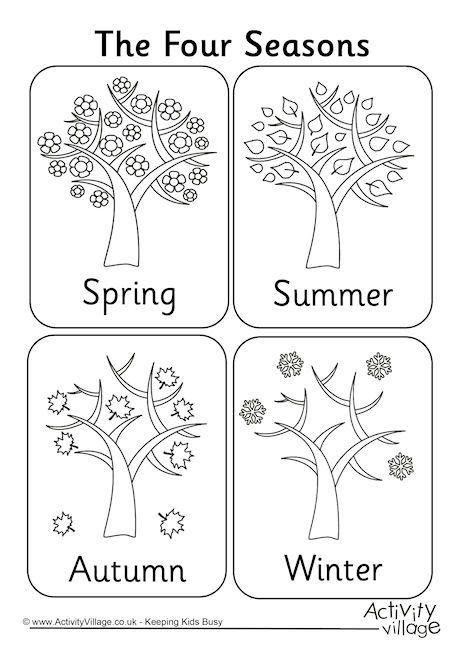 The Four Seasons
Spring
Summer
Autumn
Winter
© www.ActivityVillage.co.uk - Keeping Kids Busy
Activity
village